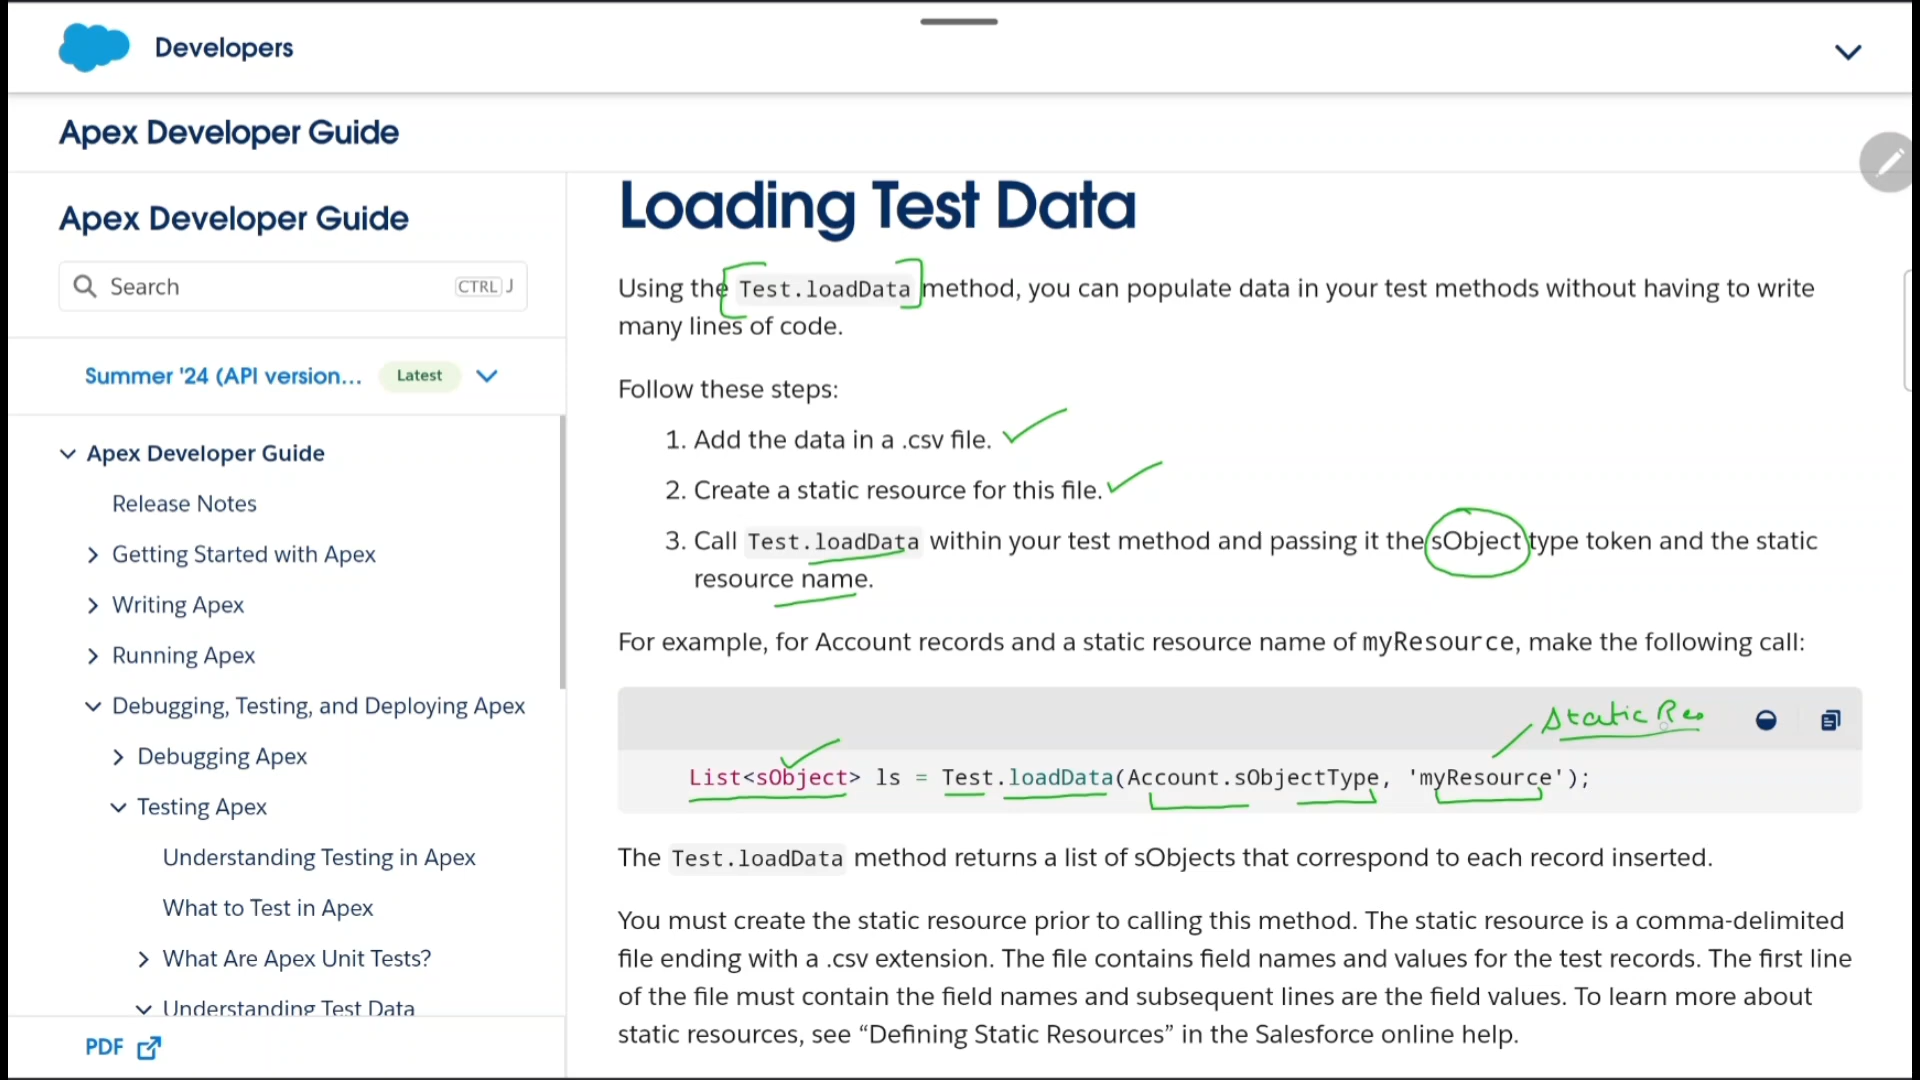 Developers
Apex Developer Guide
Apex Developer Guide
Search CTRL J
Summer '24 (API version... Latest
Apex Developer Guide
Release Notes
Getting Started with Apex
Writing Apex
Running Apex
Debugging, Testing, and Deploying Apex
Debugging Apex
Testing Apex
Understanding Testing in Apex
What to Test in Apex
What Are Apex Unit Tests?
Understanding Test Data
PDF
Loading Test Data
Using the Test.loadData method, you can populate data in your test methods without having to write
many lines of code.
Follow these steps:
1. Add the data in a .csv file.
2. Create a static resource for this file.
3. Call Test.loadData within your test method and passing it the sObject type token and the static
resource name.
For example, for Account records and a static resource name of myResource, make the following call:
Static Res
List<sObject> ls = Test.loadData(Account.sObjectType, 'myResource');
The Test.loadData method returns a list of sObjects that correspond to each record inserted.
You must create the static resource prior to calling this method. The static resource is a comma-delimited
file ending with a .csv extension. The file contains field names and values for the test records. The first line
of the file must contain the field names and subsequent lines are the field values. To learn more about
static resources, see “Defining Static Resources” in the Salesforce online help.